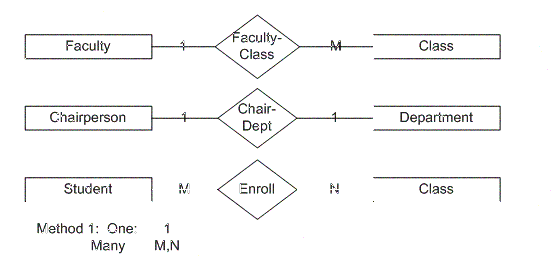 Faculty 1 Faculty- M Class
Class
Chairperson 1 Chair- 1 Department
Dept
Student M Enroll N Class
Method 1: One: 1
Many M,N